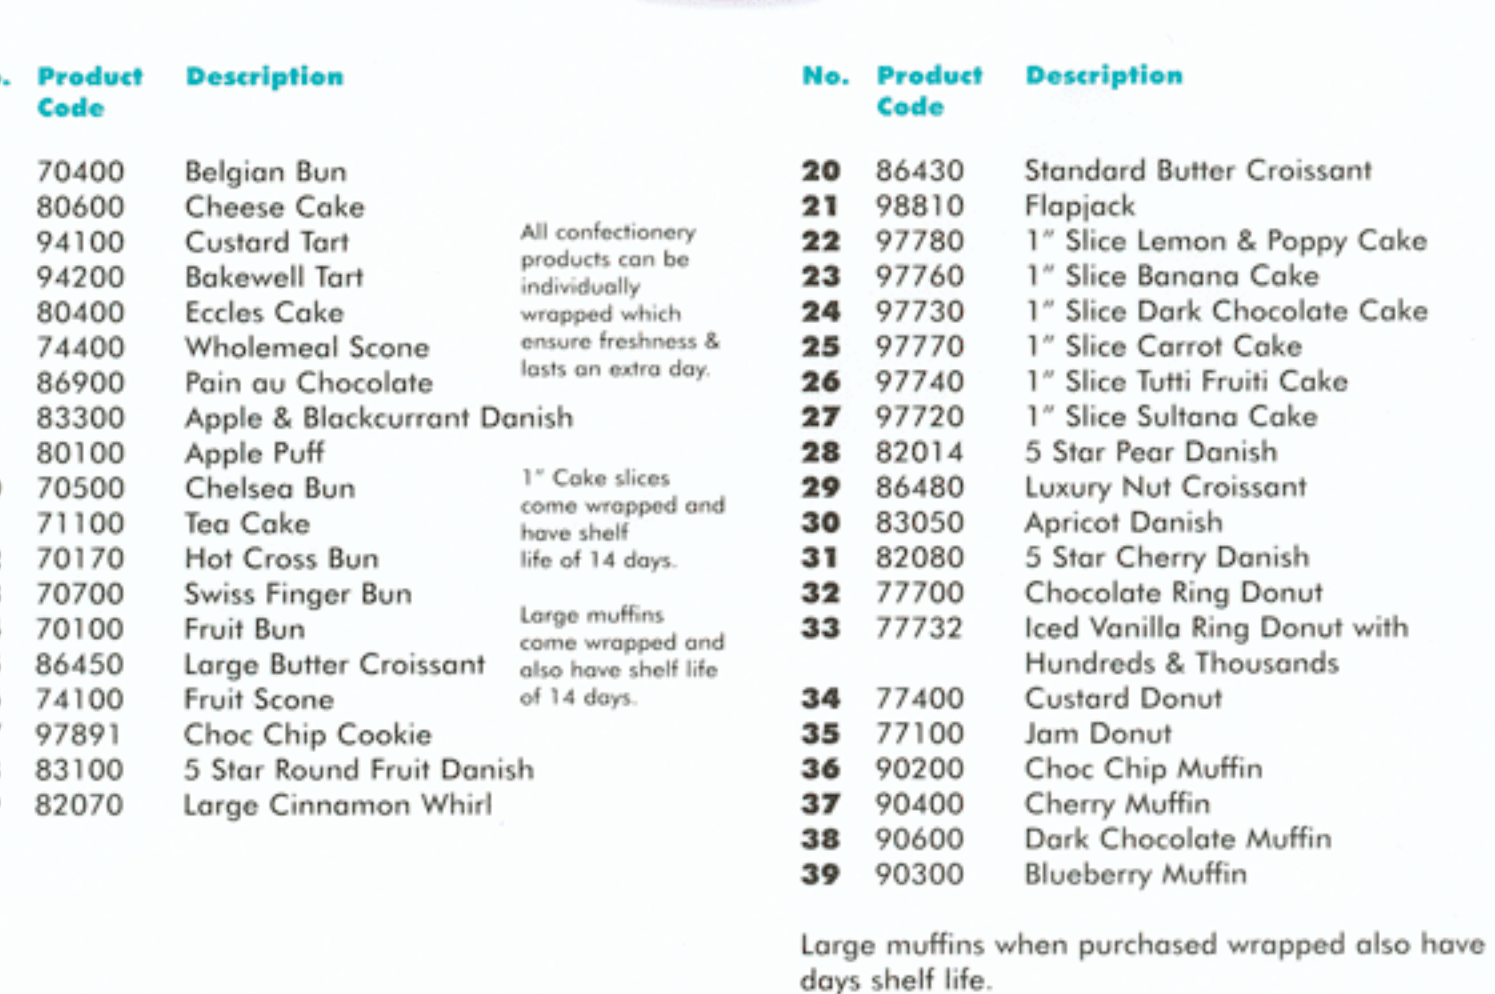 Product Description
Code
70400 Belgian Bun
80600 Cheese Cake
94100 Custard Tart
94200 Bakewell Tart
80400 Eccles Cake
74400 Wholemeal Scone
86900 Pain au Chocolate
83300 Apple & Blackcurrant Danish
80100 Apple Puff
70500 Chelsea Bun
71100 Tea Cake
70170 Hot Cross Bun
70700 Swiss Finger Bun
70100 Fruit Bun
86450 Large Butter Croissant
74100 Fruit Scone
97891 Choc Chip Cookie
83100 5 Star Round Fruit Danish
82070 Large Cinnamon Whirl
All confectionery
products can be
individually
wrapped which
ensure freshness &
lasts an extra day.
1" Cake slices
come wrapped and
have shelf
life of 14 days.
Large muffins
come wrapped and
also have shelf life
of 14 days.
No. Product Description
Code
20 86430 Standard Butter Croissant
21 98810 Flapjack
22 97780 1" Slice Lemon & Poppy Cake
23 97760 1" Slice Banana Cake
24 97730 1" Slice Dark Chocolate Cake
25 97770 1" Slice Carrot Cake
26 97740 1" Slice Tutti Fruiti Cake
27 97720 1" Slice Sultana Cake
28 82014 5 Star Pear Danish
29 86480 Luxury Nut Croissant
30 83050 Apricot Danish
31 82080 5 Star Cherry Danish
32 77700 Chocolate Ring Donut
33 77732 Iced Vanilla Ring Donut with
Hundreds & Thousands
34 77400 Custard Donut
35 77100 Jam Donut
36 90200 Choc Chip Muffin
37 90400 Cherry Muffin
38 90600 Dark Chocolate Muffin
39 90300 Blueberry Muffin
Large muffins when purchased wrapped also have
days shelf life.